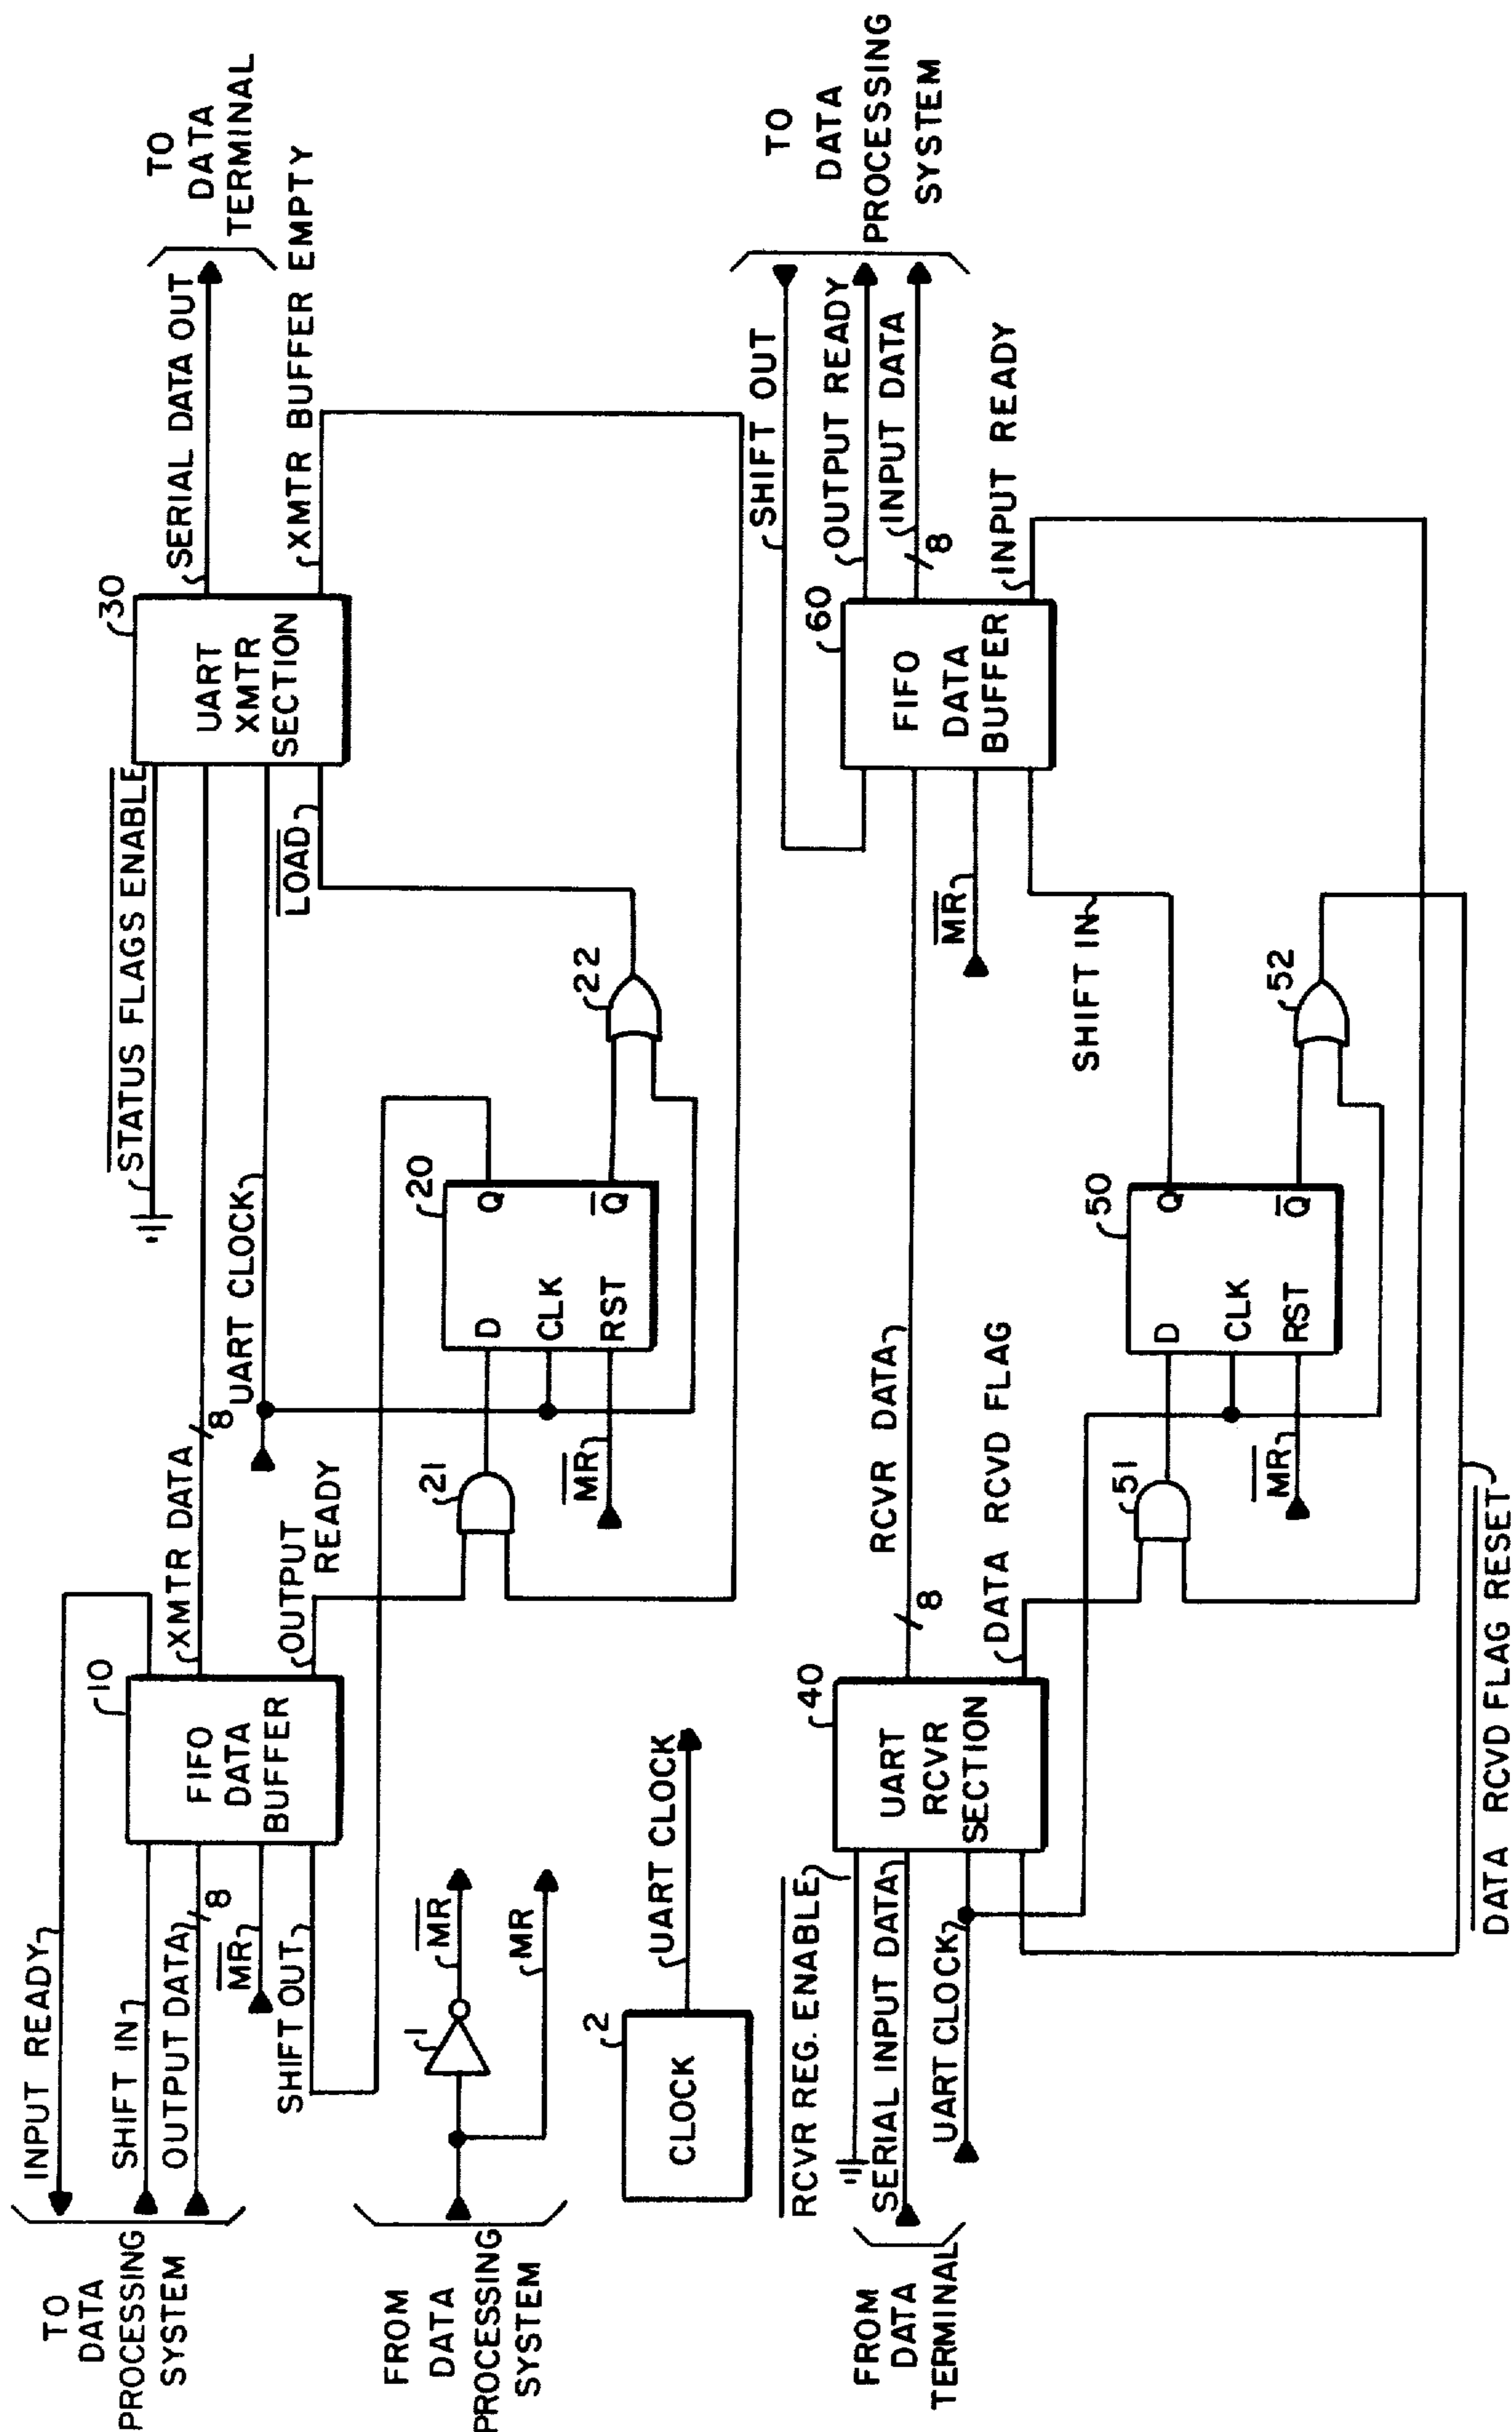 TO
DATA
PROCESSING
SYSTEM
INPUT READY
SHIFT IN
OUTPUT DATA
8
MR
SHIFT OUT
10
FIFO
DATA
BUFFER
XMTR DATA
8
OUTPUT
READY
UART CLOCK
STATUS FLAGS ENABLE
21
MR
20
D
CLK
RST
Q
Q
22
LOAD
30
UART
XMTR
SECTION
SERIAL DATA OUT
XMTR BUFFER EMPTY
TO
DATA
TERMINAL
FROM
DATA
PROCESSING
SYSTEM
1
MR
MR
2
CLOCK
UART CLOCK
FROM
DATA
TERMINAL
RCVR REG. ENABLE
SERIAL INPUT DATA
UART CLOCK
40
UART
RCVR
SECTION
8
RCVR DATA
DATA RCVD FLAG
51
MR
50
D
CLK
RST
Q
Q
52
SHIFT IN
MR
60
FIFO
DATA
BUFFER
SHIFT OUT
OUTPUT READY
INPUT DATA
8
INPUT READY
TO
DATA
PROCESSING
SYSTEM
DATA RCVD FLAG RESET